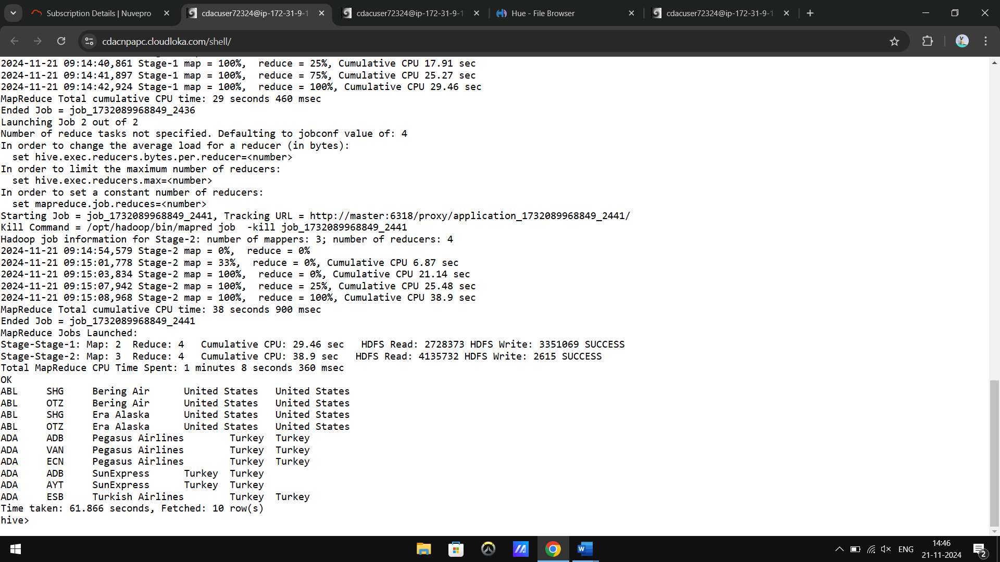 Subscription Details | Nuvepro
cdacuser72324@ip-172-31-9-1
cdacuser72324@ip-172-31-9-1
Hue - File Browser
cdacuser72324@ip-172-31-9-1
cdacnpapc.cloudloka.com/shell/
2024-11-21 09:14:40,861 Stage-1 map = 100%,  reduce = 25%, Cumulative CPU 17.91 sec
2024-11-21 09:14:41,897 Stage-1 map = 100%,  reduce = 75%, Cumulative CPU 25.27 sec
2024-11-21 09:14:42,924 Stage-1 map = 100%,  reduce = 100%, Cumulative CPU 29.46 sec
MapReduce Total cumulative CPU time: 29 seconds 460 msec
Ended Job = job_1732089968849_2436
Launching Job 2 out of 2
Number of reduce tasks not specified. Defaulting to jobconf value of: 4
In order to change the average load for a reducer (in bytes):
  set hive.exec.reducers.bytes.per.reducer=<number>
In order to limit the maximum number of reducers:
  set hive.exec.reducers.max=<number>
In order to set a constant number of reducers:
  set mapreduce.job.reduces=<number>
Starting Job = job_1732089968849_2441, Tracking URL = http://master:6318/proxy/application_1732089968849_2441/
Kill Command = /opt/hadoop/bin/mapred job  -kill job_1732089968849_2441
Hadoop job information for Stage-2: number of mappers: 3; number of reducers: 4
2024-11-21 09:14:54,579 Stage-2 map = 0%,  reduce = 0%
2024-11-21 09:15:01,778 Stage-2 map = 33%,  reduce = 0%, Cumulative CPU 6.87 sec
2024-11-21 09:15:03,834 Stage-2 map = 100%,  reduce = 0%, Cumulative CPU 21.14 sec
2024-11-21 09:15:07,942 Stage-2 map = 100%,  reduce = 25%, Cumulative CPU 25.48 sec
2024-11-21 09:15:08,968 Stage-2 map = 100%,  reduce = 100%, Cumulative CPU 38.9 sec
MapReduce Total cumulative CPU time: 38 seconds 900 msec
Ended Job = job_1732089968849_2441
MapReduce Jobs Launched:
Stage-Stage-1: Map: 2  Reduce: 4   Cumulative CPU: 29.46 sec   HDFS Read: 2728373 HDFS Write: 3351069 SUCCESS
Stage-Stage-2: Map: 3  Reduce: 4   Cumulative CPU: 38.9 sec   HDFS Read: 4135732 HDFS Write: 2615 SUCCESS
Total MapReduce CPU Time Spent: 1 minutes 8 seconds 360 msec
OK
ABL     SHG     Bering Air      United States   United States
ABL     OTZ     Bering Air      United States   United States
ABL     SHG     Era Alaska      United States   United States
ABL     OTZ     Era Alaska      United States   United States
ADA     ADB     Pegasus Airlines        Turkey  Turkey
ADA     VAN     Pegasus Airlines        Turkey  Turkey
ADA     ECN     Pegasus Airlines        Turkey  Turkey
ADA     ADB     SunExpress      Turkey  Turkey
ADA     AYT     SunExpress      Turkey  Turkey
ADA     ESB     Turkish Airlines        Turkey  Turkey
Time taken: 61.866 seconds, Fetched: 10 row(s)
hive>
ENG
14:46
21-11-2024
2